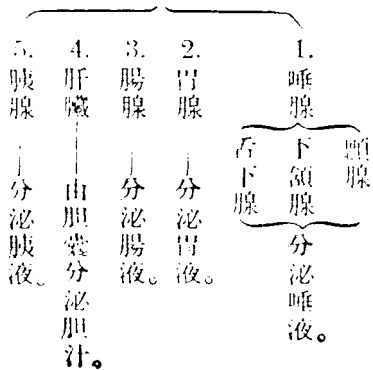 1. 唾腺
顋腺
下頷腺
舌下腺
分泌唾液。
2. 胃腺—分泌胃液。
3. 腸腺—分泌腸液。
4. 肝臟—由胆囊分泌胆汁。
5. 胰腺—分泌胰液。